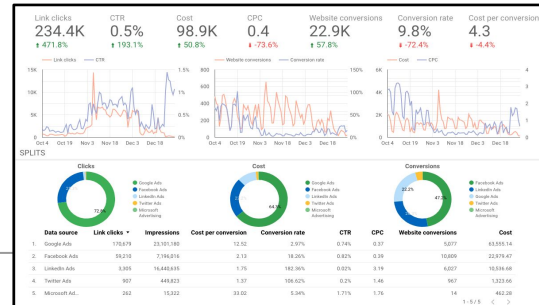 Link clicks CTR Cost CPC Website conversions Conversion rate Cost per conversion
234.4K 0.5% 98.9K 0.4 22.9K 9.8% 4.3
471.8% 193.1% 50.8% -73.6% 57.8% -72.4% -4.4%
Link clicks CTR Website conversions Conversion rate Cost CPC
15K 1.5% 800 600% 6K 4
10K 1% 600 4K
400 2
5K 0.5% 200 2K
0 0% 0 0% 0 0
Oct 4 Oct 19 Nov 3 Nov 18 Dec 3 Dec 18 Oct 4 Oct 19 Nov 3 Nov 18 Dec 3 Dec 18 Oct 4 Oct 19 Nov 3 Nov 18 Dec 3 Dec 18
SPLITS
Clicks Cost Conversions
72.8%
22.2%
Google Ads Google Ads Facebook Ads
Facebook Ads Facebook Ads Google Ads
LinkedIn Ads LinkedIn Ads LinkedIn Ads
Twitter Ads Twitter Ads Twitter Ads
Microsoft Advertising Microsoft Advertising Microsoft Advertising
Data source Link clicks Impressions Cost per conversion Conversion rate CTR CPC Website conversions Cost
1. Google Ads 170,679 23,101,180 12.52 2.97% 0.74% 0.37 5,077 63,555.14
2. Facebook Ads 59,210 7,196,016 2.13 18.26% 0.82% 0.39 10,809 22,979.47
3. LinkedIn Ads 3,305 16,440,635 1.75 182.36% 0.02% 3.19 6,027 10,536.68
4. Twitter Ads 907 449,823 1.37 106.62% 0.2% 1.46 967 1,323.66
5. Microsoft Ad... 262 15,322 33.02 5.34% 1.71% 1.76 14 462.28
1 - 5 / 5 < >